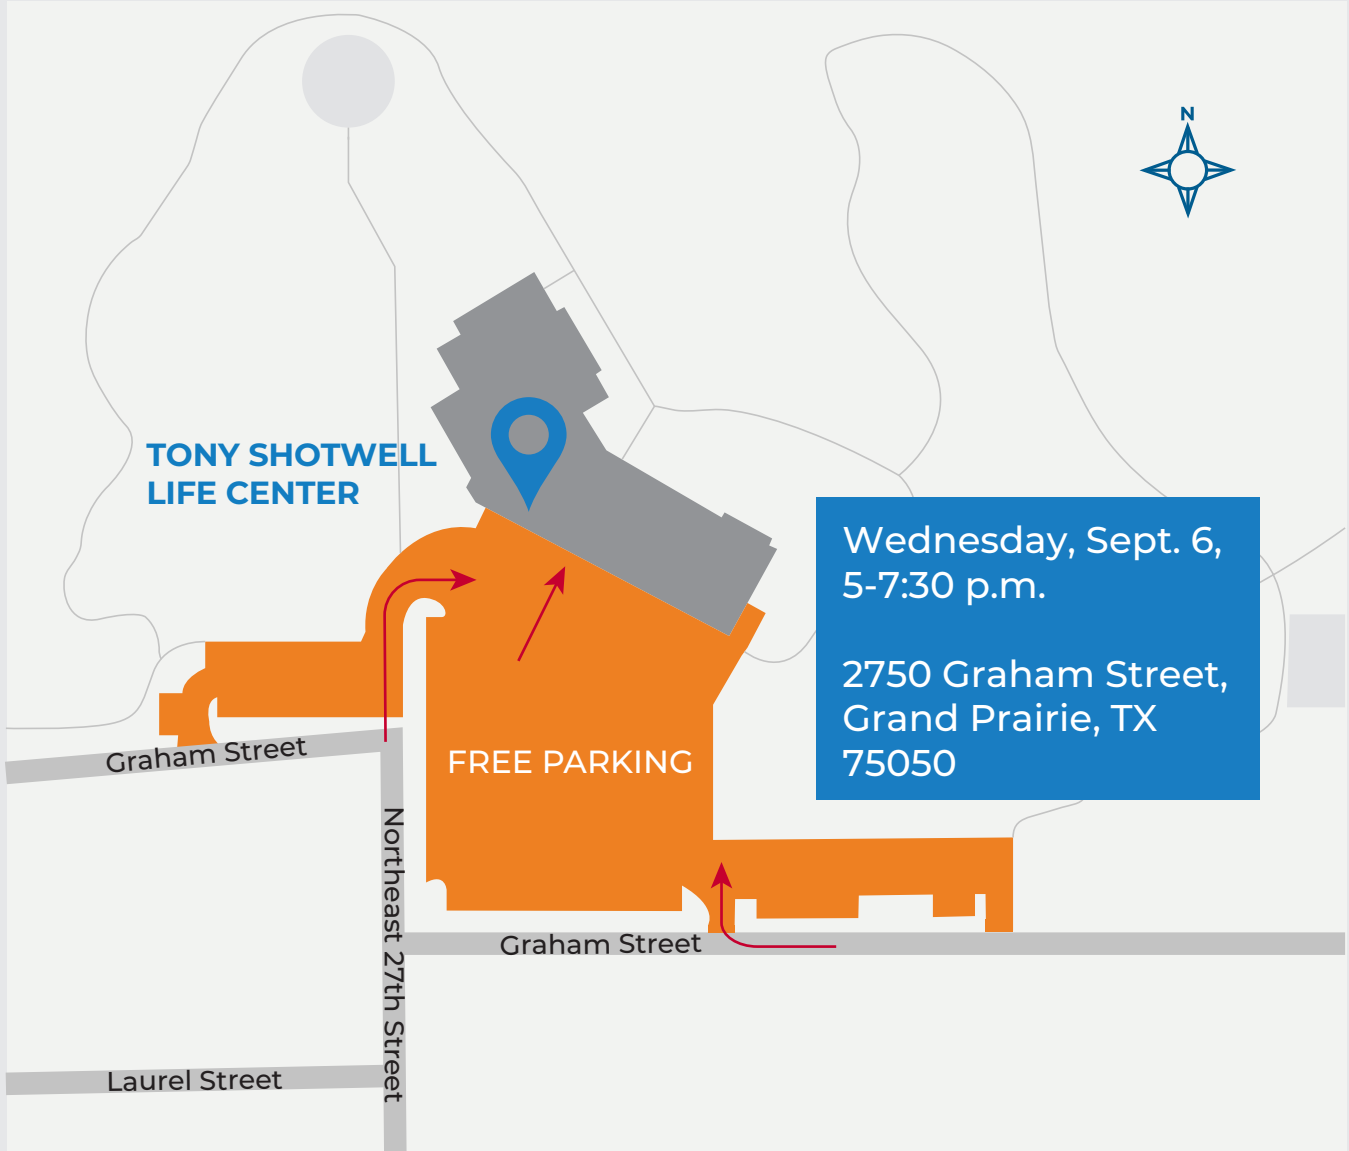 N
TONY SHOTWELL
LIFE CENTER
Wednesday, Sept. 6,
5-7:30 p.m.
2750 Graham Street,
Grand Prairie, TX
75050
FREE PARKING
Graham Street
Northeast 27th Street
Graham Street
Laurel Street